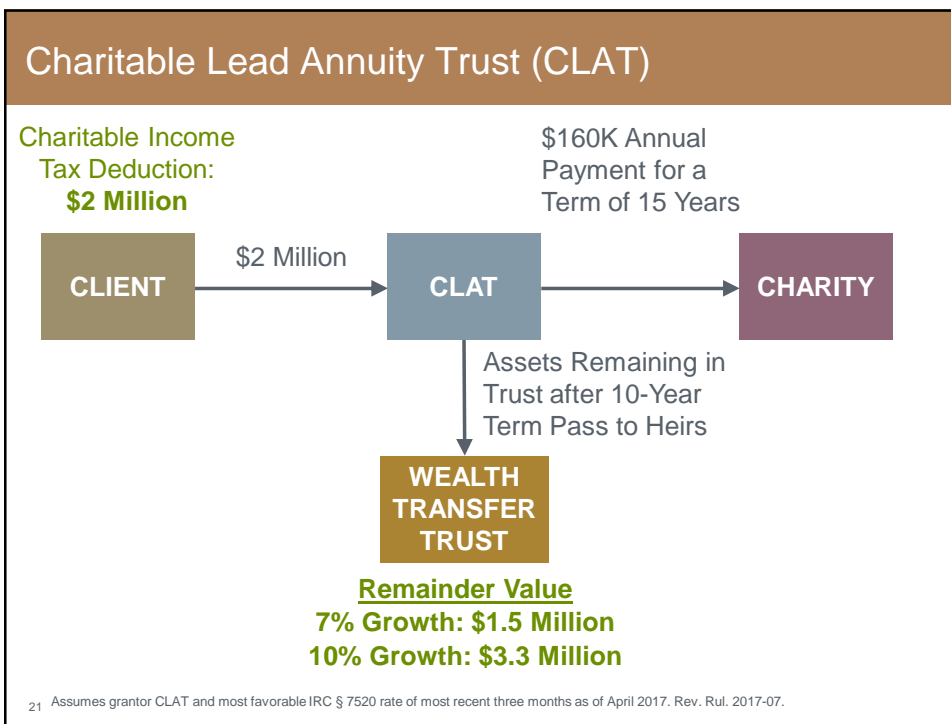 Charitable Lead Annuity Trust (CLAT)
Charitable Income
Tax Deduction:
$2 Million
$160K Annual
Payment for a
Term of 15 Years
CLIENT
$2 Million
CLAT
CHARITY
Assets Remaining in
Trust after 10-Year
Term Pass to Heirs
WEALTH
TRANSFER
TRUST
Remainder Value
7% Growth: $1.5 Million
10% Growth: $3.3 Million
21 Assumes grantor CLAT and most favorable IRC § 7520 rate of most recent three months as of April 2017. Rev. Rul. 2017-07.